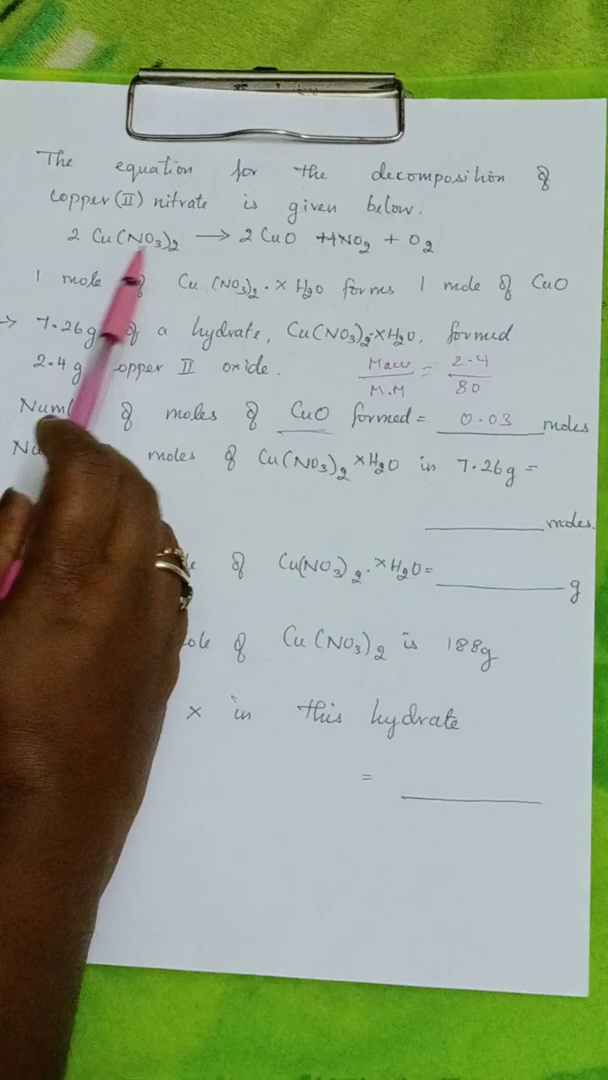 The equation for the decomposition of
copper (II) nitrate is given below.
2 Cu(NO₃)₂ → 2 CuO + 4NO₂ + O₂
1 mole of Cu(NO₃)₂·xH₂O forms 1 mole of CuO
→ 7.26g of a hydrate, Cu(NO₃)₂·xH₂O, formed
2.4g copper II oxide. Mass/M.M = 2.4/80
Num of moles of CuO formed = 0.03 moles
moles of Cu(NO₃)₂ xH₂O in 7.26g =
moles.
of Cu(NO₃)₂·xH₂O = g
of Cu(NO₃)₂ is 188g
x in this hydrate
=